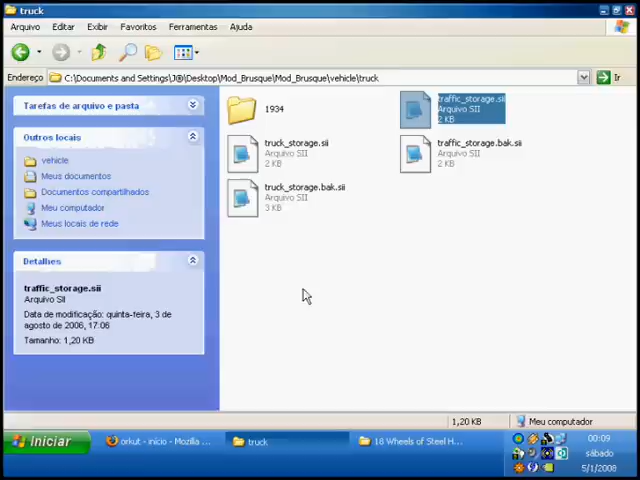 truck
Arquivo Editar Exibir Favoritos Ferramentas Ajuda
Endereço C:\Documents and Settings\J®\Desktop\Mod_Brusque\Mod_Brusque\vehicle\truck Ir
Tarefas de arquivo e pasta
Outros locais
vehicle
Meus documentos
Documentos compartilhados
Meu computador
Meus locais de rede
Detalhes
traffic_storage.sii
Arquivo SII
Data de modificação: quinta-feira, 3 de
agosto de 2006, 17:06
Tamanho: 1,20 KB
1934
traffic_storage.sii
Arquivo SII
2 KB
truck_storage.sii
Arquivo SII
2 KB
traffic_storage.bak.sii
Arquivo SII
2 KB
truck_storage.bak.sii
Arquivo SII
3 KB
1,20 KB Meu computador
Iniciar
orkut - início - Mozilla ...
truck
18 Wheels of Steel H...
00:09
sábado
5/1/2008